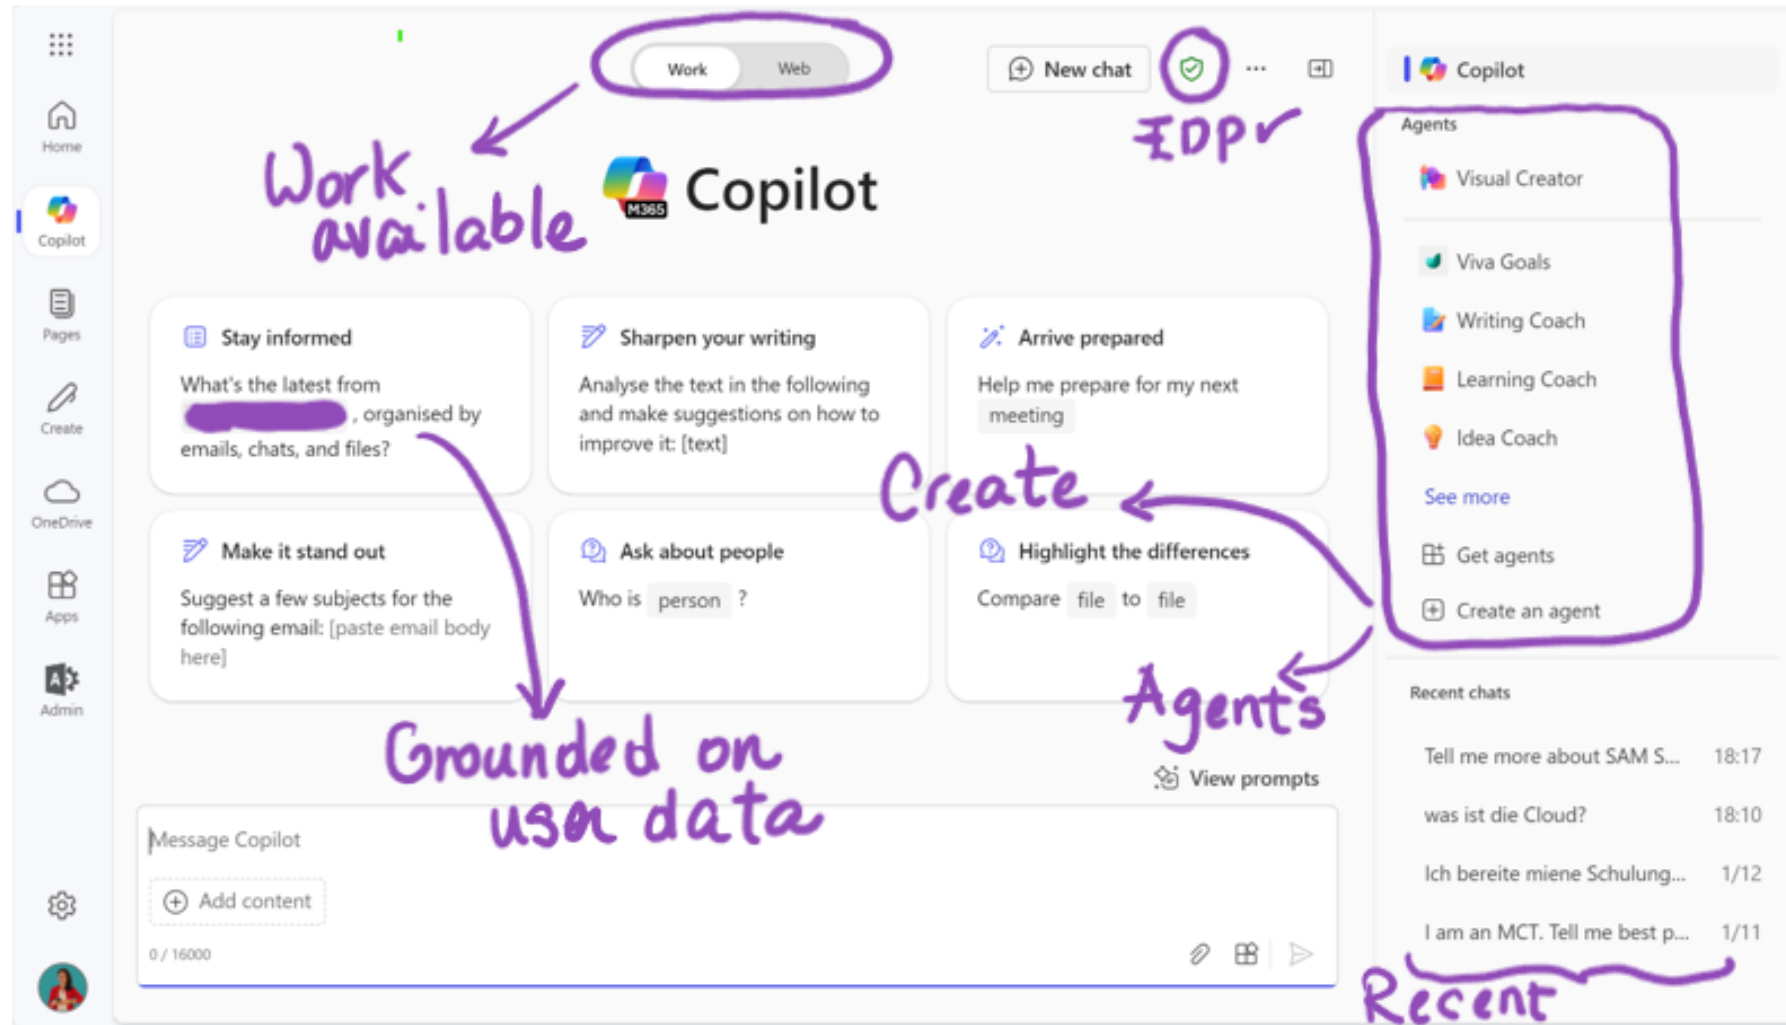 Work Web
New chat
EDPr
Copilot
Home
Copilot
Pages
Create
OneDrive
Apps
Admin
Work
available
M365 Copilot
Stay informed
What's the latest from
, organised by
emails, chats, and files?
Sharpen your writing
Analyse the text in the following
and make suggestions on how to
improve it: [text]
Arrive prepared
Help me prepare for my next
meeting
Create
Make it stand out
Suggest a few subjects for the
following email: [paste email body
here]
Ask about people
Who is person ?
Highlight the differences
Compare file to file
Agents
Grounded on
user data
View prompts
Message Copilot
Add content
0 / 16000
Agents
Visual Creator
Viva Goals
Writing Coach
Learning Coach
Idea Coach
See more
Get agents
Create an agent
Recent chats
Tell me more about SAM S... 18:17
was ist die Cloud? 18:10
Ich bereite miene Schulung... 1/12
I am an MCT. Tell me best p... 1/11
Recent